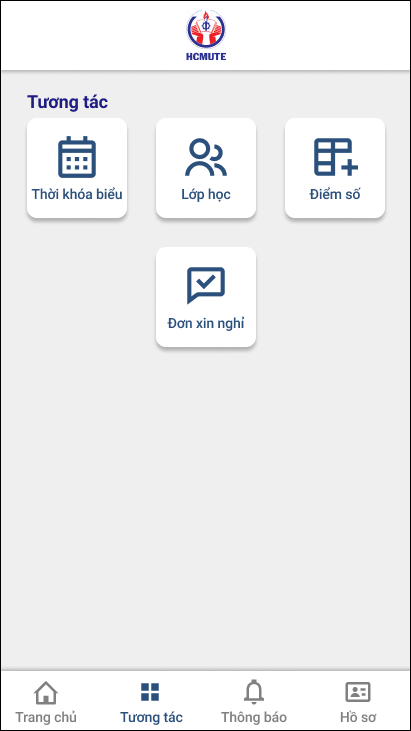 HCMUTE
Tương tác
Thời khóa biểu
Lớp học
Điểm số
Đơn xin nghỉ
Trang chủ
Tương tác
Thông báo
Hồ sơ